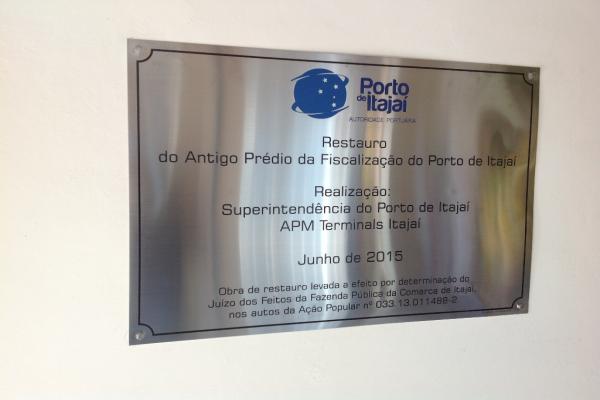 Porto
de Itajaí
AUTORIDADE PORTUÁRIA
Restauro
do Antigo Prédio da Fiscalização do Porto de Itajaí
Realização:
Superintendência do Porto de Itajaí
APM Terminals Itajaí
Junho de 2015
Obra de restauro levada a efeito por determinação do
Juízo dos Feitos da Fazenda Pública da Comarca de Itajaí,
nos autos da Ação Popular nº 033.13.011488-2